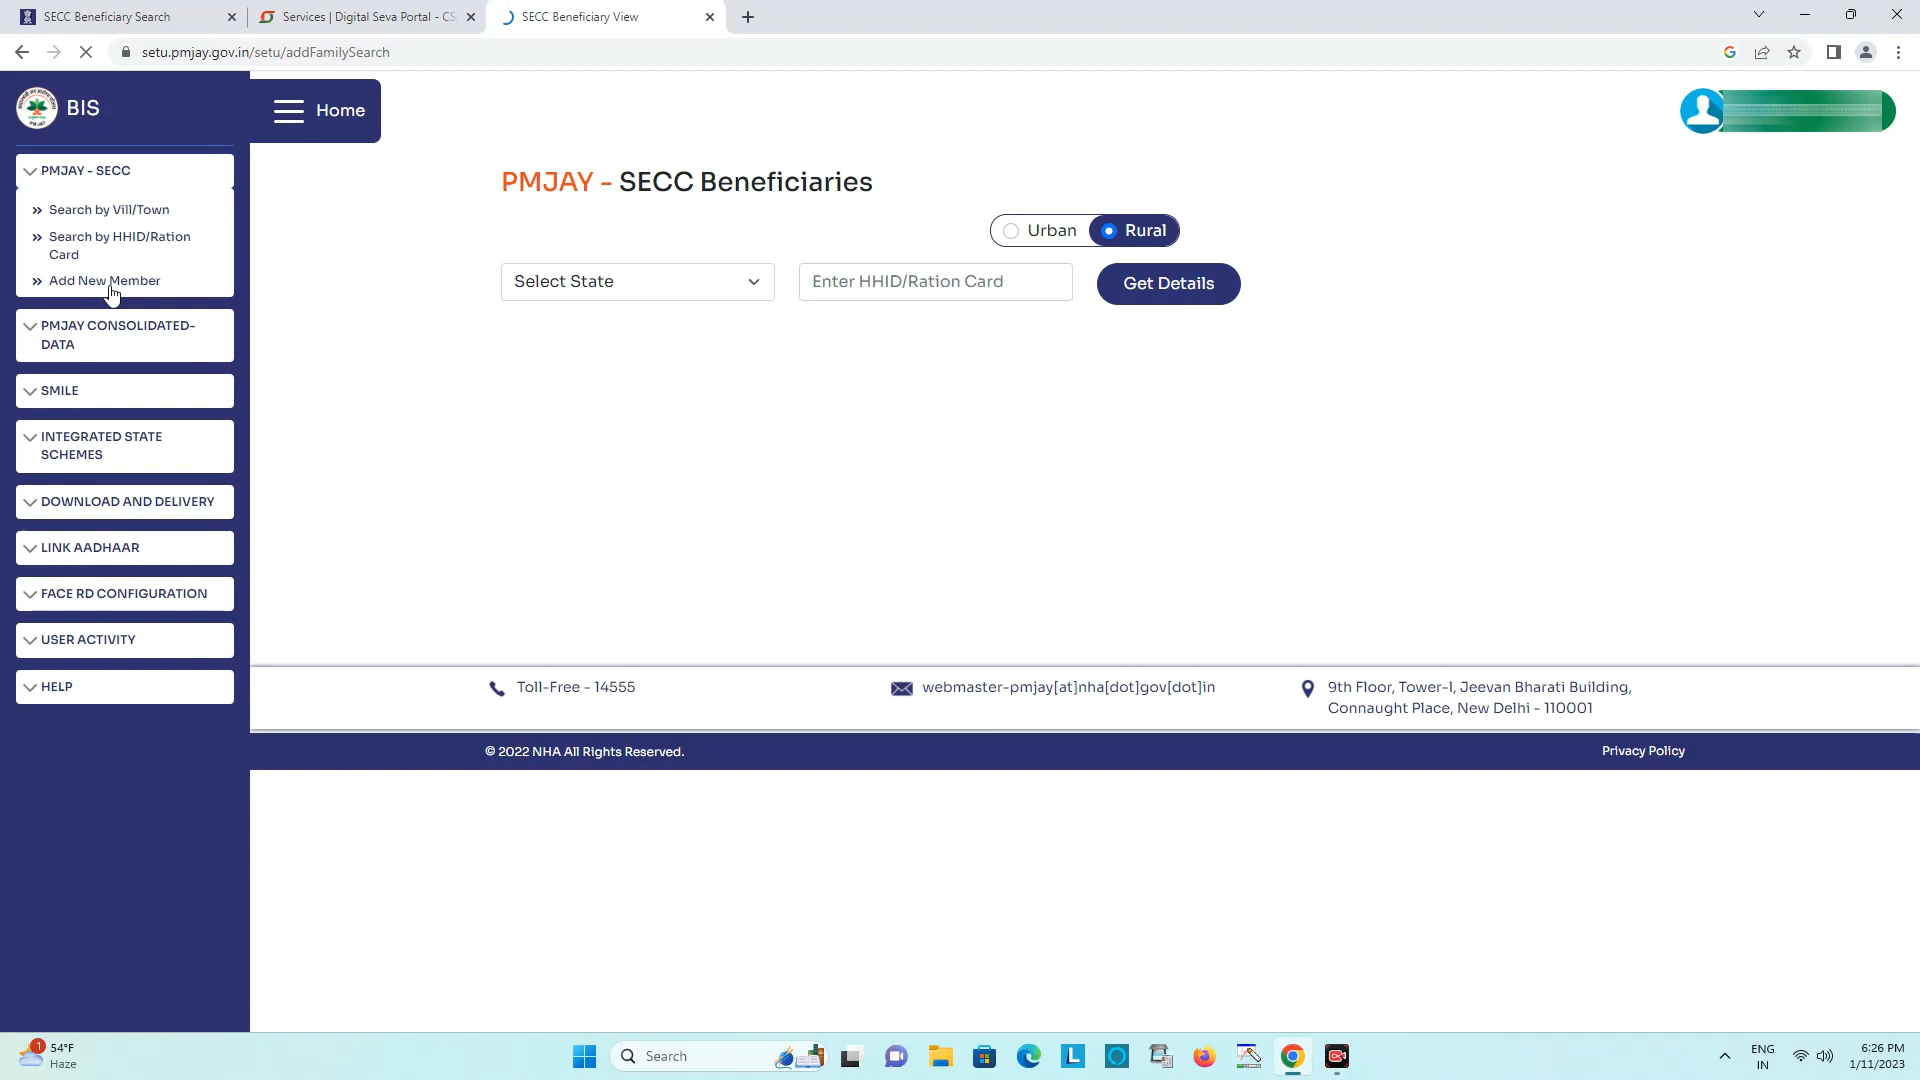 SECC Beneficiary Search
Services | Digital Seva Portal - CS
SECC Beneficiary View
setu.pmjay.gov.in/setu/addFamilySearch
BIS
Home
PMJAY - SECC
Search by Vill/Town
Search by HHID/Ration
Card
Add New Member
PMJAY CONSOLIDATED-
DATA
SMILE
INTEGRATED STATE
SCHEMES
DOWNLOAD AND DELIVERY
LINK AADHAAR
FACE RD CONFIGURATION
USER ACTIVITY
HELP
PMJAY - SECC Beneficiaries
Urban Rural
Select State
Enter HHID/Ration Card
Get Details
Toll-Free - 14555
webmaster-pmjay[at]nha[dot]gov[dot]in
9th Floor, Tower-l, Jeevan Bharati Building,
Connaught Place, New Delhi - 110001
© 2022 NHA All Rights Reserved.
Privacy Policy
1
54°F
Haze
Search
L
ENG
IN
6:26 PM
1/11/2023